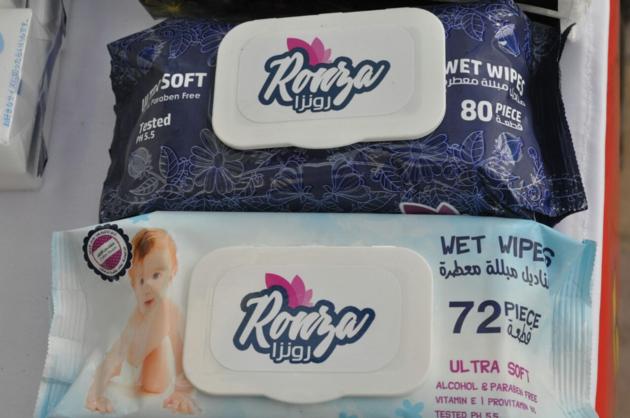 ULTRA SOFT
Paraben Free
Tested
PH 5.5
Ronza
رونزا
WET WIPES
مناديل مبللة معطرة
80 PIECE
قطعة
Ronza
رونزا
WET WIPES
مناديل مبللة معطرة
72 PIECE
قطعة
ULTRA SOFT
ALCOHOL & PARABEN FREE
VITAMIN E | PROVITAMIN
TESTED PH 5.5